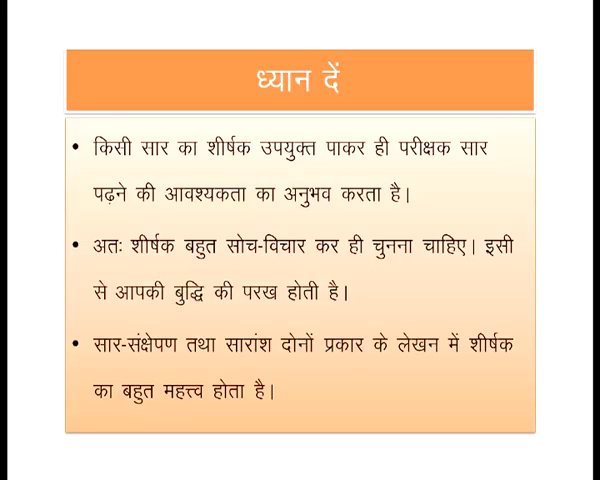 ध्यान दें
• किसी सार का शीर्षक उपयुक्त पाकर ही परीक्षक सार
पढ़ने की आवश्यकता का अनुभव करता है।
• अतः शीर्षक बहुत सोच-विचार कर ही चुनना चाहिए। इसी
से आपकी बुद्धि की परख होती है।
• सार-संक्षेपण तथा सारांश दोनों प्रकार के लेखन में शीर्षक
का बहुत महत्त्व होता है।